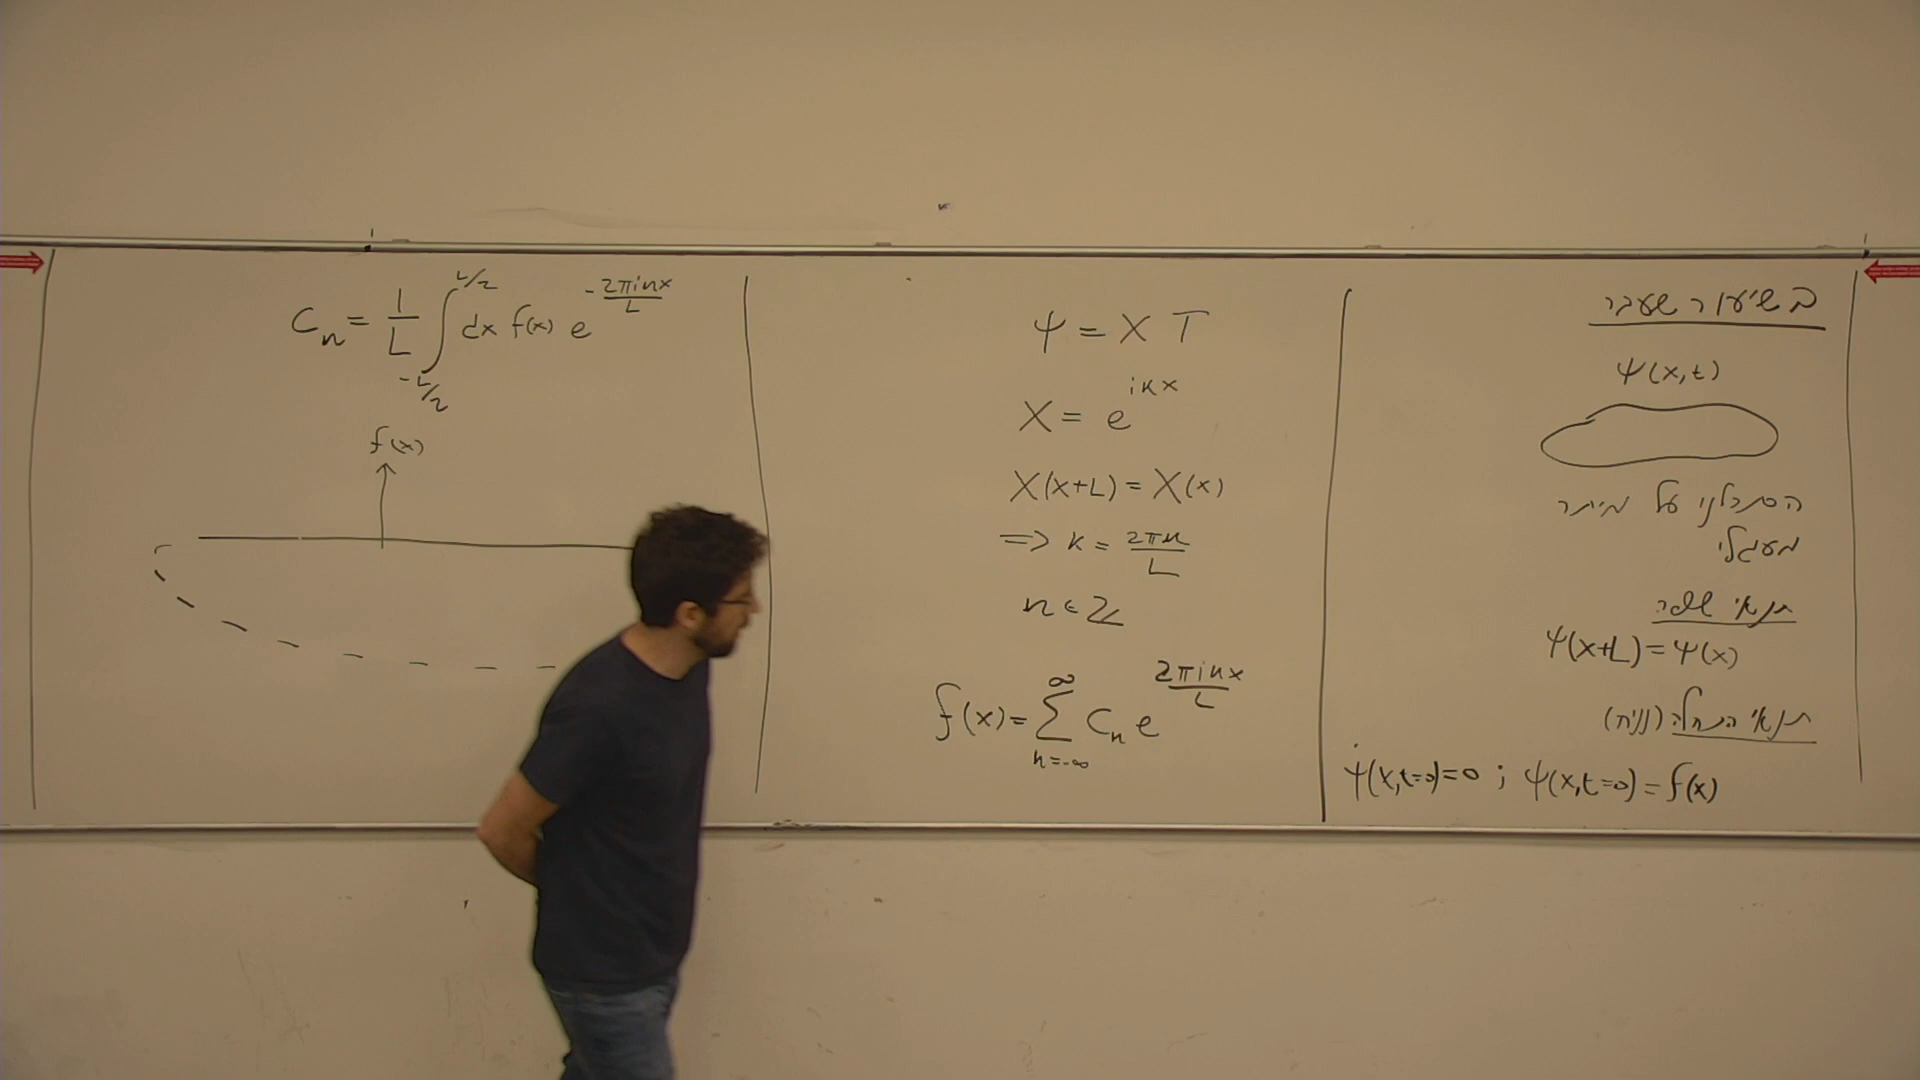 בשיעור שעבר
ψ(x,t)
הסתכלנו על מיתר
מעגלי
תנאי שפה
ψ(x+L)=ψ(x)
תנאי התחלה (נניח)
ψ̇(x,t=0)=0 ; ψ(x,t=0)=f(x)
ψ = X T
X = e^{ikx}
X(x+L) = X(x)
=> k = 2πn/L
n ∈ ℤ
f(x) = ∑_{n=-∞}^{∞} C_n e^{2πinx/L}
C_n = 1/L ∫_{-L/2}^{L/2} dx f(x) e^{-2πinx/L}
f(x)